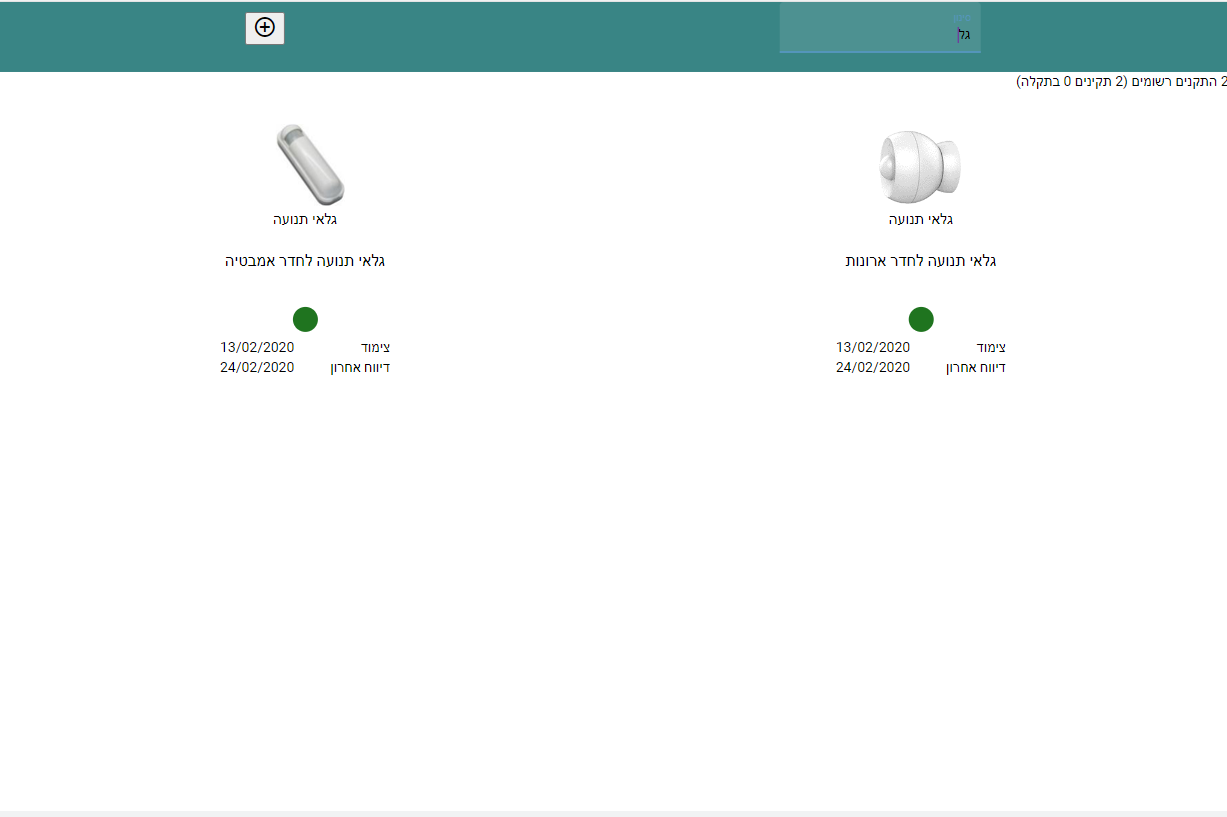 גל
2 התקנים רשומים (2 תקינים 0 בתקלה)
גלאי תנועה
גלאי תנועה לחדר ארונות
צימוד 13/02/2020
דיווח אחרון 24/02/2020
גלאי תנועה
גלאי תנועה לחדר אמבטיה
צימוד 13/02/2020
דיווח אחרון 24/02/2020